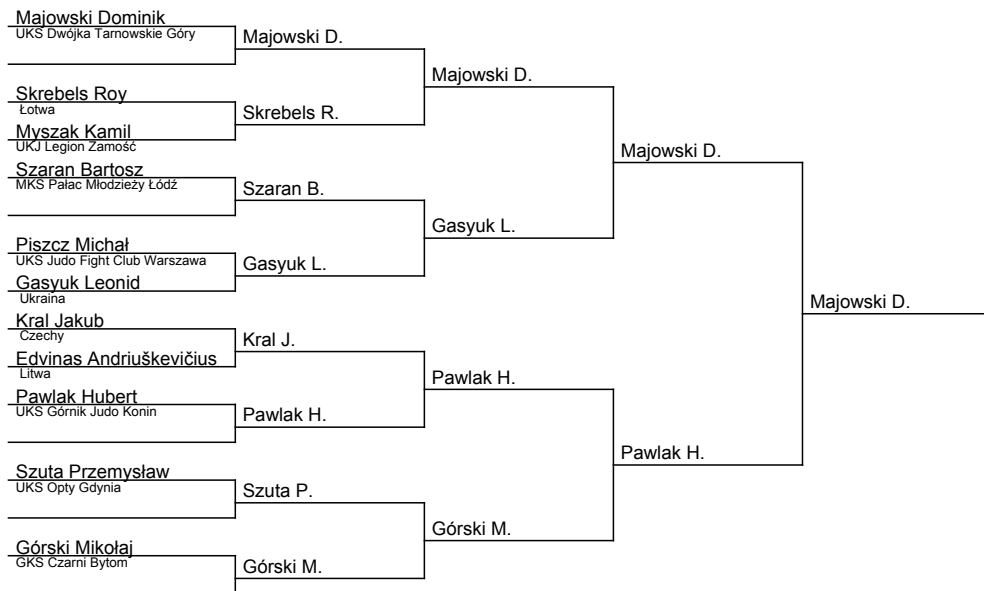 Majowski Dominik
UKS Dwójka Tarnowskie Góry
Majowski D.
Majowski D.
Skrebels Roy
Łotwa
Skrebels R.
Myszak Kamil
UKJ Legion Zamość
Majowski D.
Szaran Bartosz
MKS Pałac Młodzieży Łódź
Szaran B.
Gasyuk L.
Piszcz Michał
UKS Judo Fight Club Warszawa
Gasyuk L.
Gasyuk Leonid
Ukraina
Majowski D.
Kral Jakub
Czechy
Kral J.
Edvinas Andriuškevičius
Litwa
Pawlak H.
Pawlak Hubert
UKS Górnik Judo Konin
Pawlak H.
Pawlak H.
Szuta Przemysław
UKS Opty Gdynia
Szuta P.
Górski M.
Górski Mikołaj
GKS Czarni Bytom
Górski M.